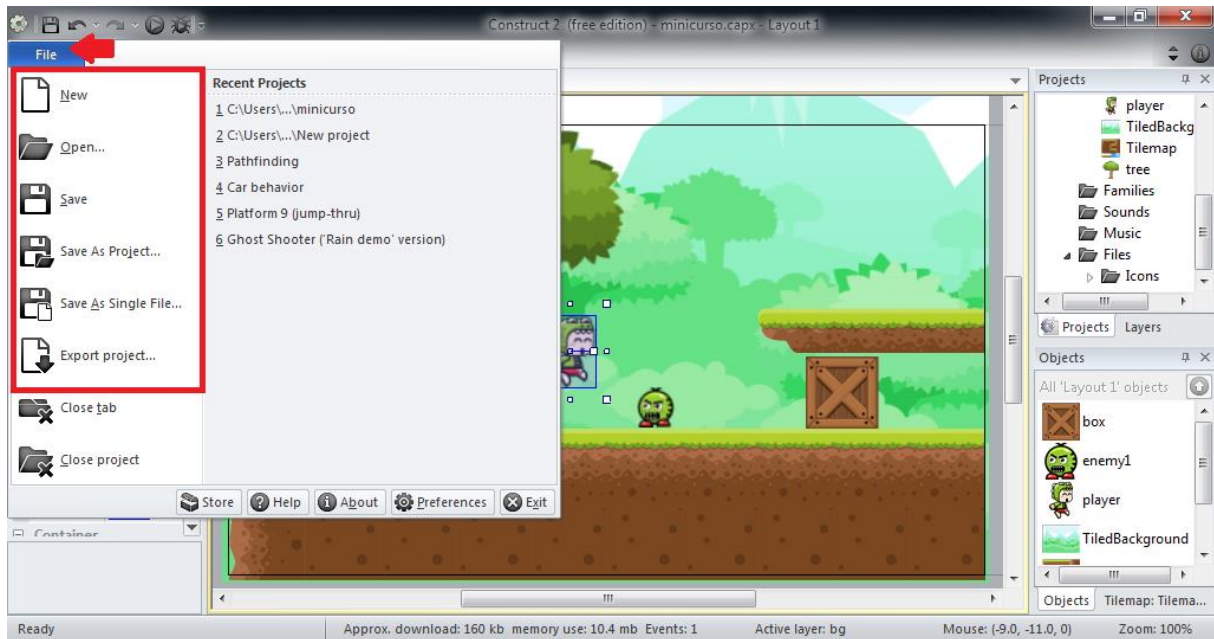 Construct 2 (free edition) - minicurso.capx - Layout 1
File
New
Open...
Save
Save As Project...
Save As Single File...
Export project...
Close tab
Close project
Recent Projects
1 C:\Users\...\minicurso
2 C:\Users\...\New project
3 Pathfinding
4 Car behavior
5 Platform 9 (jump-thru)
6 Ghost Shooter ('Rain demo' version)
Store
Help
About
Preferences
Exit
Container
Projects
player
TiledBackg
Tilemap
tree
Families
Sounds
Music
Files
Icons
Projects
Layers
Objects
All 'Layout 1' objects
box
enemy1
player
TiledBackground
Objects
Tilemap: Tilema...
Ready
Approx. download: 160 kb memory use: 10.4 mb Events: 1
Active layer: bg
Mouse: (-9.0, -11.0, 0)
Zoom: 100%